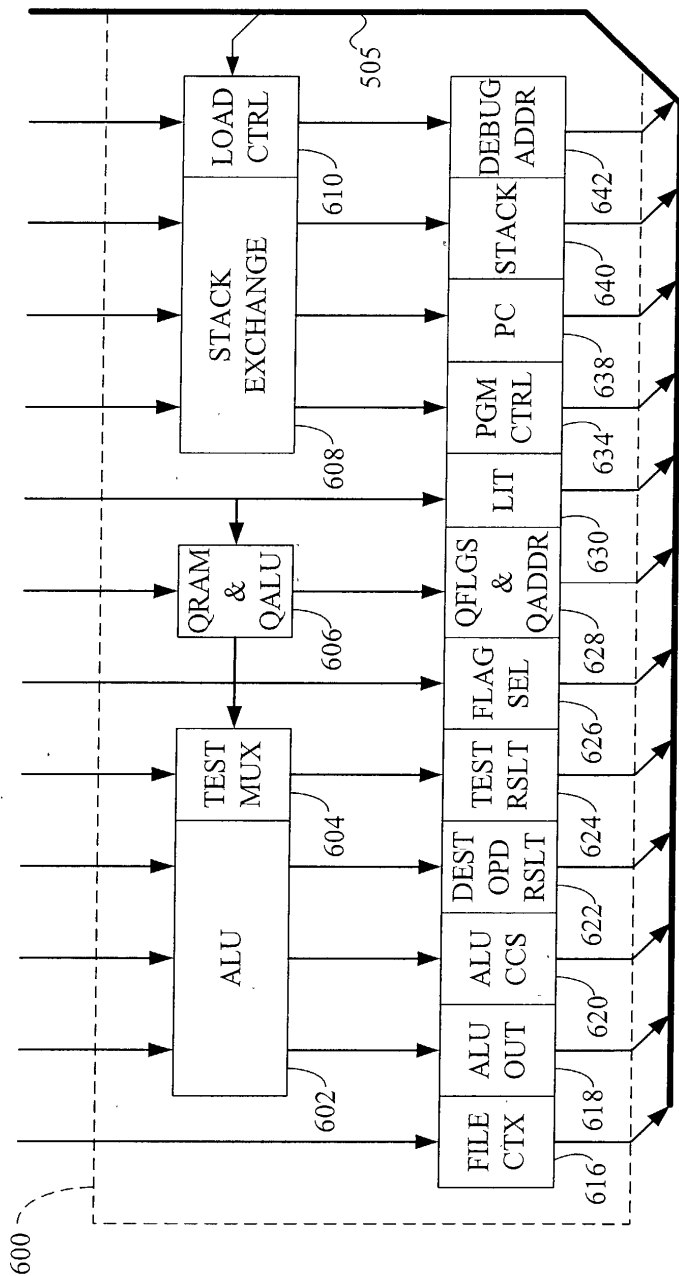 600
505
ALU
TEST
MUX
QRAM
&
QALU
STACK
EXCHANGE
LOAD
CTRL
602
604
606
608
610
FILE
CTX
ALU
OUT
ALU
CCS
DEST
OPD
RSLT
TEST
RSLT
FLAG
SEL
QFLGS
&
QADDR
LIT
PGM
CTRL
PC
STACK
DEBUG
ADDR
616
618
620
622
624
626
628
630
634
638
640
642